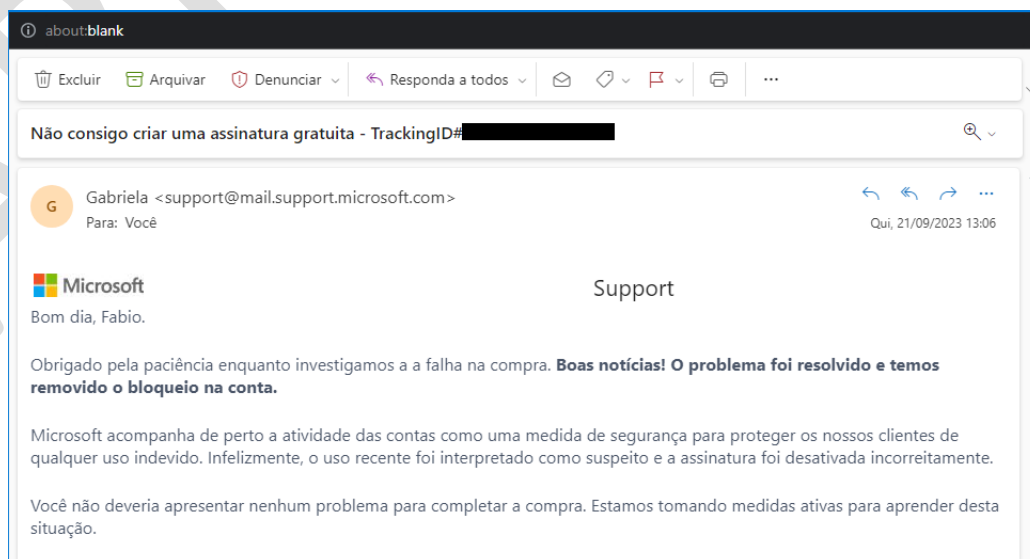 about:blank
Excluir Arquivar Denunciar Responda a todos ...
Não consigo criar uma assinatura gratuita - TrackingID#
G
Gabriela <support@mail.support.microsoft.com>
Para: Você
Qui, 21/09/2023 13:06
Microsoft
Support
Bom dia, Fabio.
Obrigado pela paciência enquanto investigamos a a falha na compra. Boas notícias! O problema foi resolvido e temos
removido o bloqueio na conta.
Microsoft acompanha de perto a atividade das contas como uma medida de segurança para proteger os nossos clientes de
qualquer uso indevido. Infelizmente, o uso recente foi interpretado como suspeito e a assinatura foi desativada incorreitamente.
Você não deveria apresentar nenhum problema para completar a compra. Estamos tomando medidas ativas para aprender desta
situação.